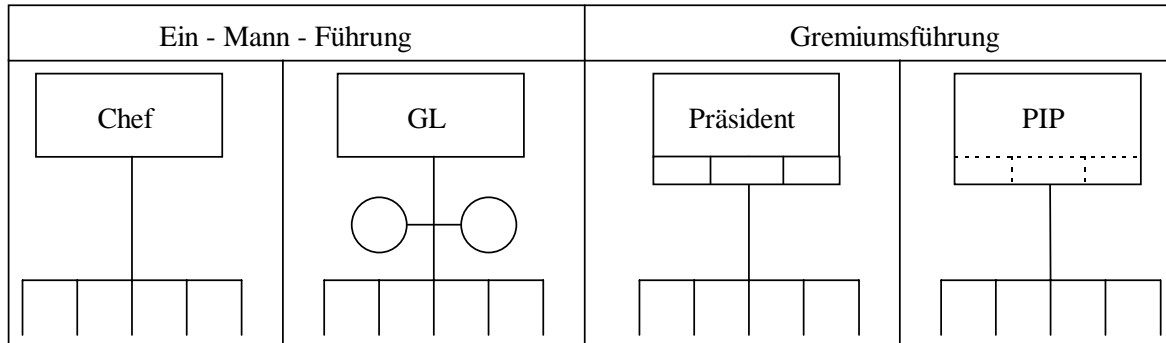 Ein - Mann - Führung
Gremiumsführung
Chef
GL
Präsident
PIP